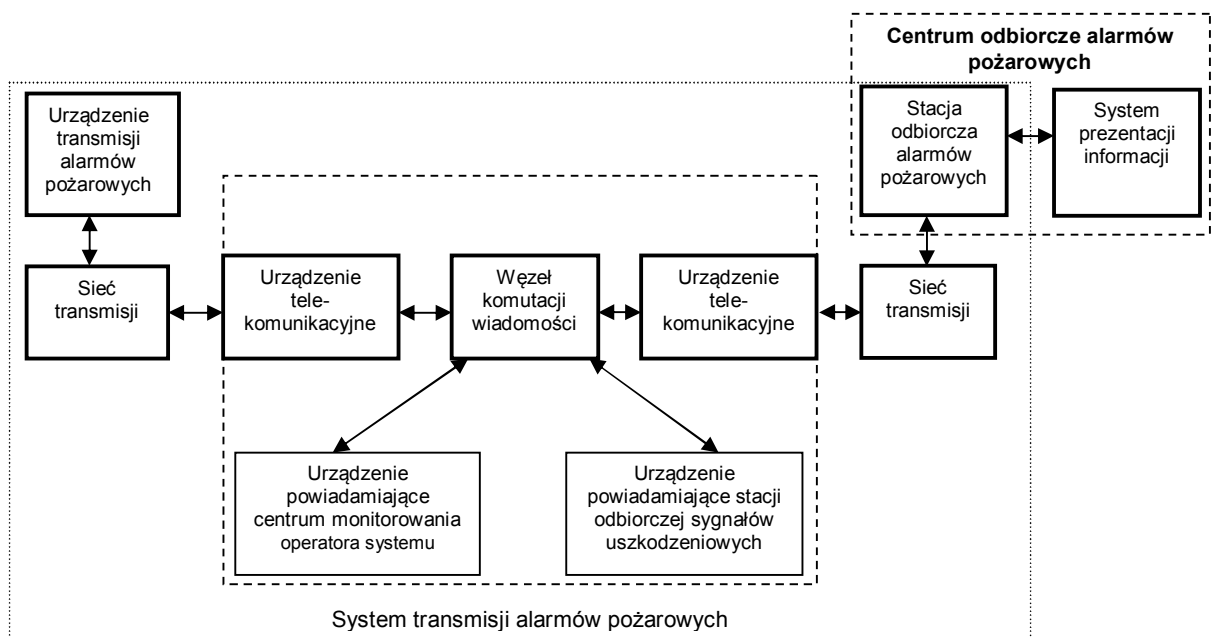 Centrum odbiorcze alarmów
pożarowych
Urządzenie
transmisji
alarmów
pożarowych
Stacja
odbiorcza
alarmów
pożarowych
System
prezentacji
informacji
Sieć
transmisji
Urządzenie
tele-
komunikacyjne
Węzeł
komutacji
wiadomości
Urządzenie
tele-
komunikacyjne
Sieć
transmisji
Urządzenie
powiadamiające
centrum monitorowania
operatora systemu
Urządzenie
powiadamiające stacji
odbiorczej sygnałów
uszkodzeniowych
System transmisji alarmów pożarowych